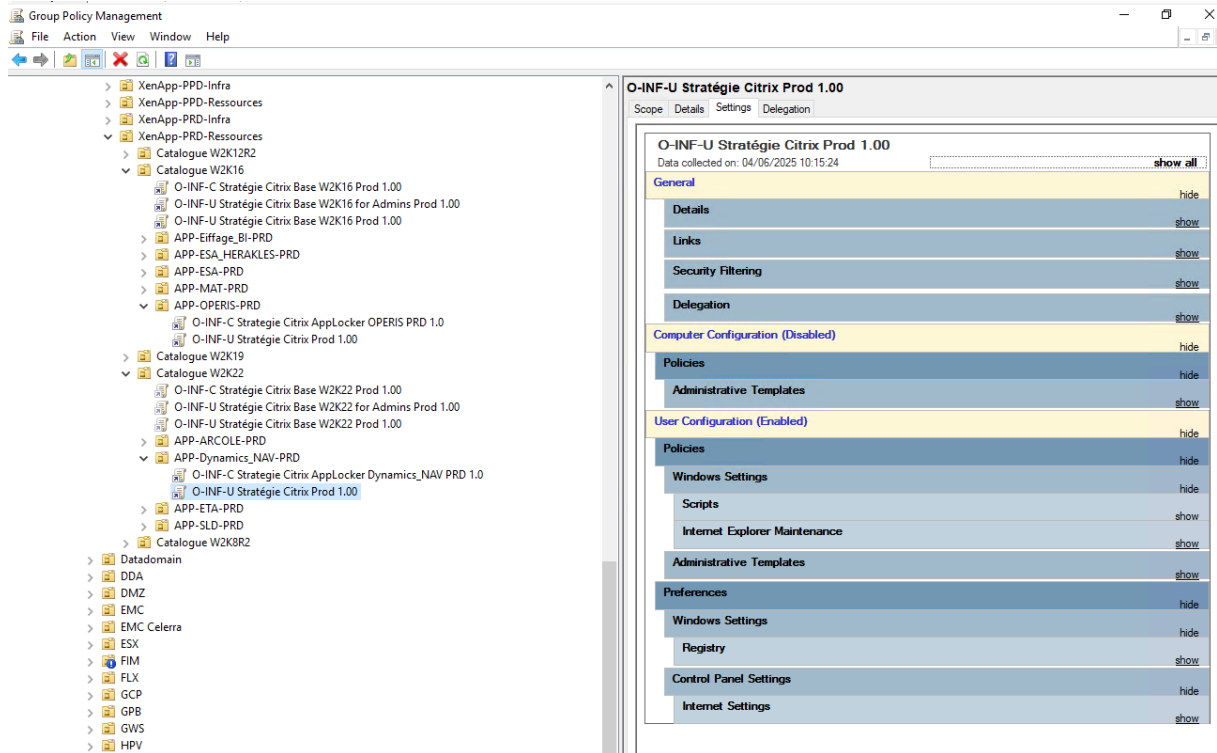 Group Policy Management
File Action View Window Help
XenApp-PPD-Infra
XenApp-PPD-Ressources
XenApp-PRD-Infra
XenApp-PRD-Ressources
Catalogue W2K12R2
Catalogue W2K16
O-INF-C Stratégie Citrix Base W2K16 Prod 1.00
O-INF-U Stratégie Citrix Base W2K16 for Admins Prod 1.00
O-INF-U Stratégie Citrix Base W2K16 Prod 1.00
APP-Eiffage_BI-PRD
APP-ESA_HERAKLES-PRD
APP-ESA-PRD
APP-MAT-PRD
APP-OPERIS-PRD
O-INF-C Strategie Citrix AppLocker OPERIS PRD 1.0
O-INF-U Stratégie Citrix Prod 1.00
Catalogue W2K19
Catalogue W2K22
O-INF-C Stratégie Citrix Base W2K22 Prod 1.00
O-INF-U Stratégie Citrix Base W2K22 for Admins Prod 1.00
O-INF-U Stratégie Citrix Base W2K22 Prod 1.00
APP-ARCOLE-PRD
APP-Dynamics_NAV-PRD
O-INF-C Strategie Citrix AppLocker Dynamics_NAV PRD 1.0
O-INF-U Stratégie Citrix Prod 1.00
APP-ETA-PRD
APP-SLD-PRD
Catalogue W2K8R2
Datadomain
DDA
DMZ
EMC
EMC Celerra
ESX
FIM
FLX
GCP
GPB
GWS
HPV
O-INF-U Stratégie Citrix Prod 1.00
Scope Details Settings Delegation
O-INF-U Stratégie Citrix Prod 1.00
Data collected on: 04/06/2025 10:15:24 show all
General hide
Details show
Links show
Security Filtering show
Delegation show
Computer Configuration (Disabled) hide
Policies hide
Administrative Templates show
User Configuration (Enabled) hide
Policies hide
Windows Settings hide
Scripts show
Internet Explorer Maintenance show
Administrative Templates show
Preferences hide
Windows Settings hide
Registry show
Control Panel Settings hide
Internet Settings show